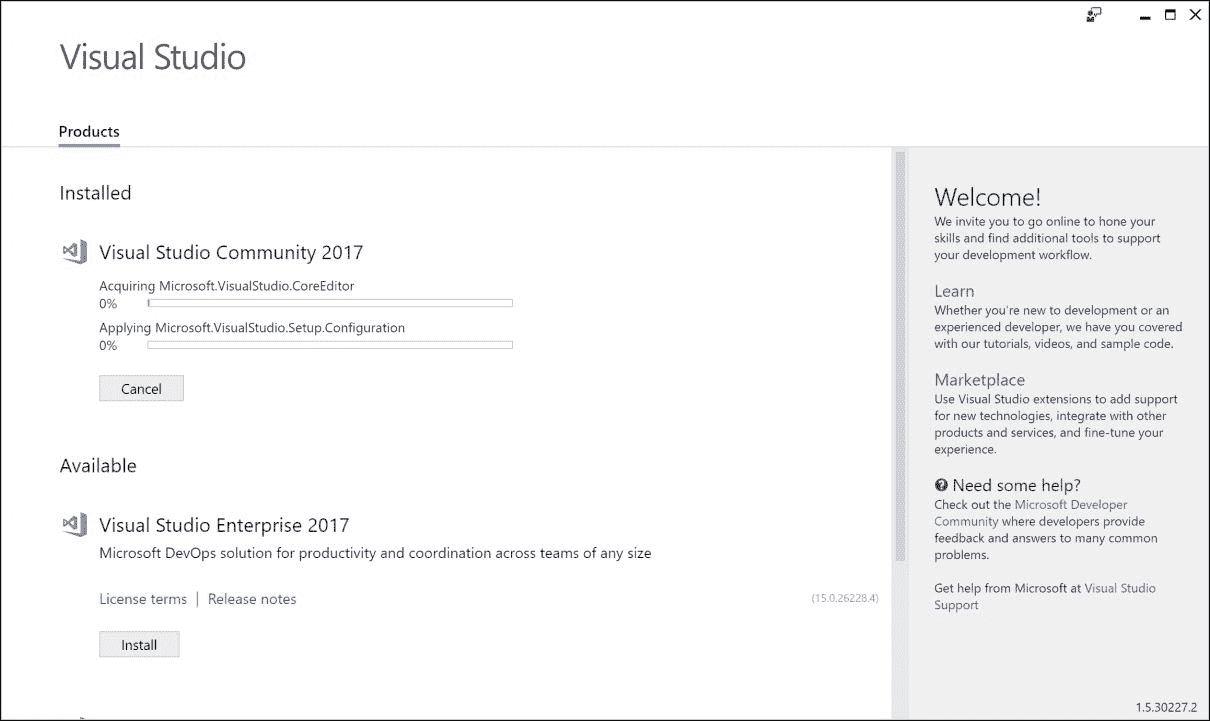 Visual Studio
Products
Installed
Visual Studio Community 2017
Acquiring Microsoft.VisualStudio.CoreEditor
0%
Applying Microsoft.VisualStudio.Setup.Configuration
0%
Cancel
Available
Visual Studio Enterprise 2017
Microsoft DevOps solution for productivity and coordination across teams of any size
License terms | Release notes
(15.0.26228.4)
Install
Welcome!
We invite you to go online to hone your
skills and find additional tools to support
your development workflow.
Learn
Whether you're new to development or an
experienced developer, we have you covered
with our tutorials, videos, and sample code.
Marketplace
Use Visual Studio extensions to add support
for new technologies, integrate with other
products and services, and fine-tune your
experience.
Need some help?
Check out the Microsoft Developer
Community where developers provide
feedback and answers to many common
problems.
Get help from Microsoft at Visual Studio
Support
1.5.30227.2